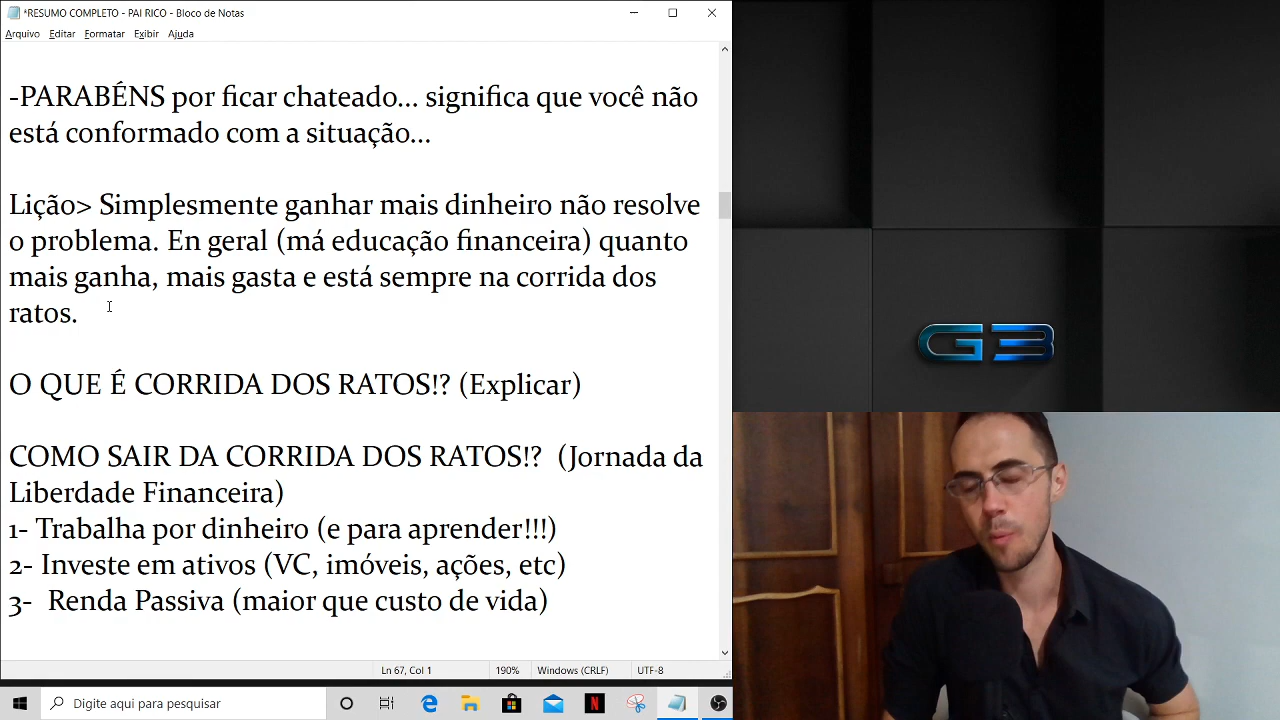 *RESUMO COMPLETO - PAI RICO - Bloco de Notas
Arquivo Editar Formatar Exibir Ajuda
-PARABÉNS por ficar chateado... significa que você não
está conformado com a situação...
Lição> Simplesmente ganhar mais dinheiro não resolve
o problema. En geral (má educação financeira) quanto
mais ganha, mais gasta e está sempre na corrida dos
ratos.
O QUE É CORRIDA DOS RATOS!? (Explicar)
COMO SAIR DA CORRIDA DOS RATOS!? (Jornada da
Liberdade Financeira)
1- Trabalha por dinheiro (e para aprender!!!)
2- Investe em ativos (VC, imóveis, ações, etc)
3- Renda Passiva (maior que custo de vida)
Ln 67, Col 1 190% Windows (CRLF) UTF-8
Digite aqui para pesquisar
N
G3